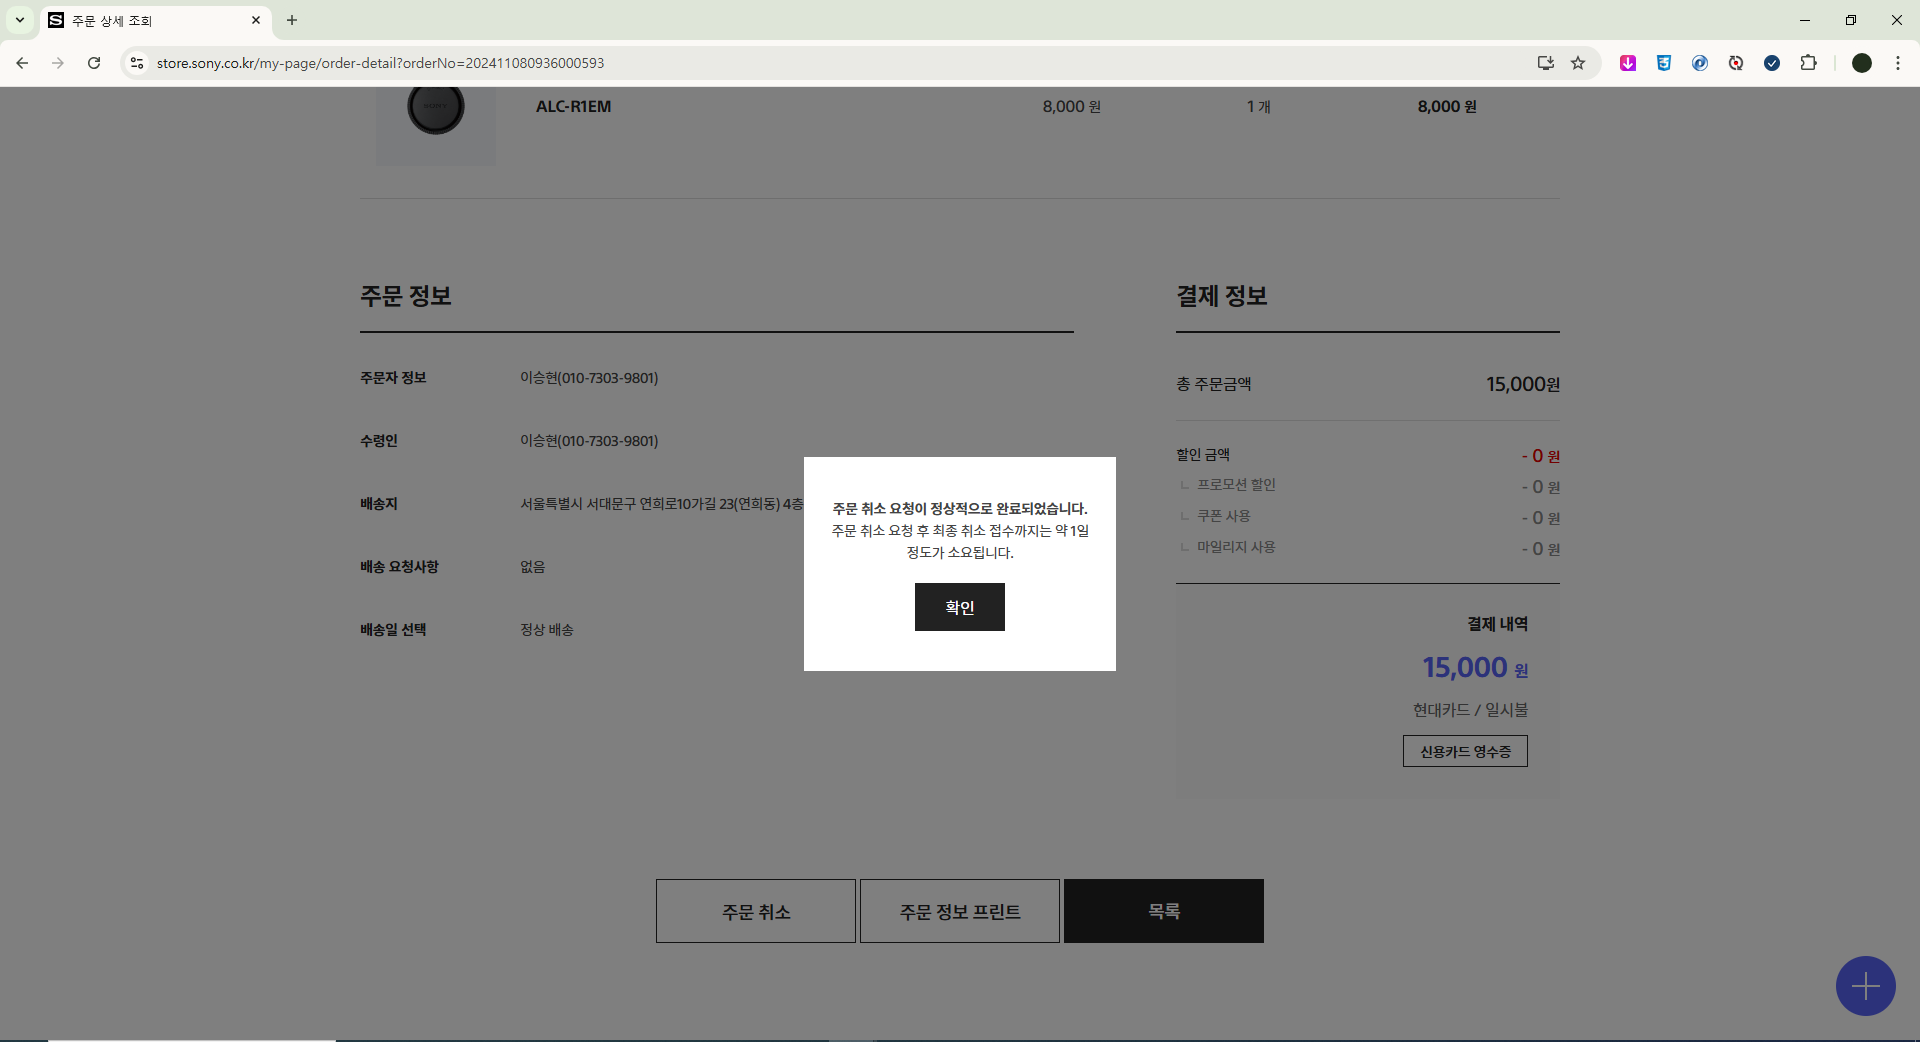 주문 상세 조회
store.sony.co.kr/my-page/order-detail?orderNo=202411080936000593
SONY
ALC-R1EM 8,000 원 1 개 8,000 원
주문 정보
주문자 정보 이승현(010-7303-9801)
수령인 이승현(010-7303-9801)
배송지 서울특별시 서대문구 연희로10가길 23(연희동) 4층
배송 요청사항 없음
배송일 선택 정상 배송
결제 정보
총 주문금액 15,000원
할인 금액 - 0 원
프로모션 할인 - 0 원
쿠폰 사용 - 0 원
마일리지 사용 - 0 원
결제 내역
15,000 원
현대카드 / 일시불
신용카드 영수증
주문 취소 요청이 정상적으로 완료되었습니다.
주문 취소 요청 후 최종 취소 접수까지는 약 1일
정도가 소요됩니다.
확인
주문 취소 주문 정보 프린트 목록